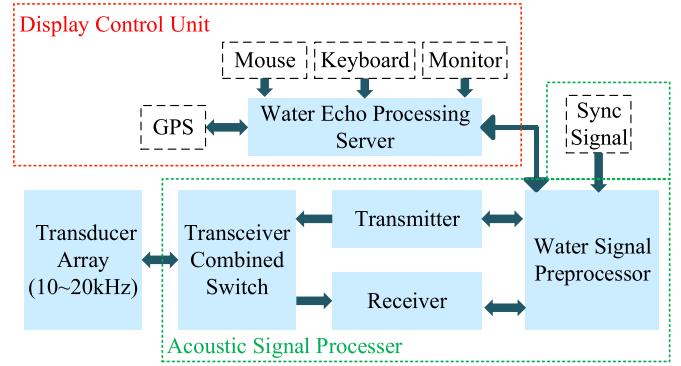 Display Control Unit
Mouse
Keyboard
Monitor
GPS
Water Echo Processing
Server
Sync
Signal
Transducer
Array
(10~20kHz)
Transceiver
Combined
Switch
Transmitter
Receiver
Water Signal
Preprocessor
Acoustic Signal Processer